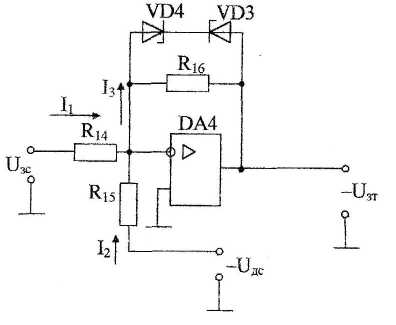 VD4 VD3
I₃ R₁₆
I₁ DA4
R₁₄
Uзс
R₁₅ –Uзт
I₂ –Uдс